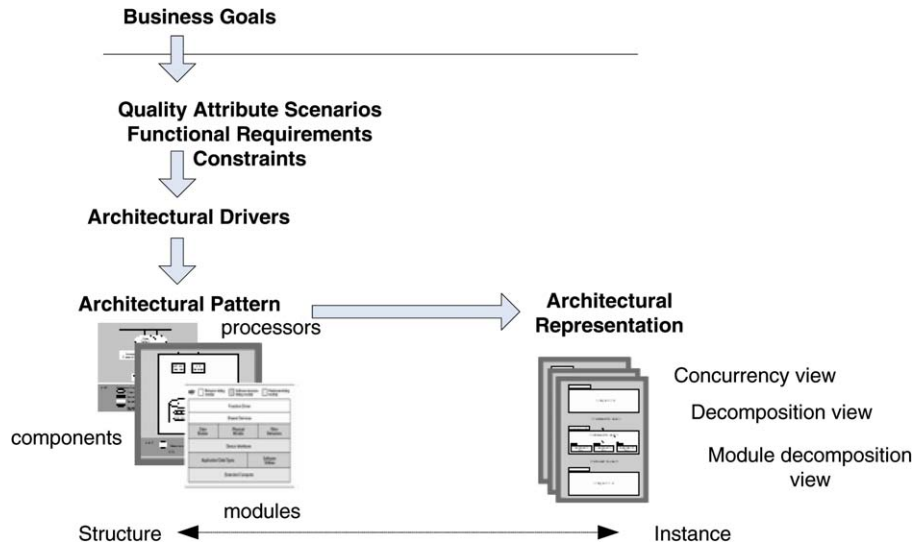 Business Goals
Quality Attribute Scenarios
Functional Requirements
Constraints
Architectural Drivers
Architectural Pattern
processors
components
modules
Architectural
Representation
Concurrency view
Decomposition view
Module decomposition
view
Structure
Instance